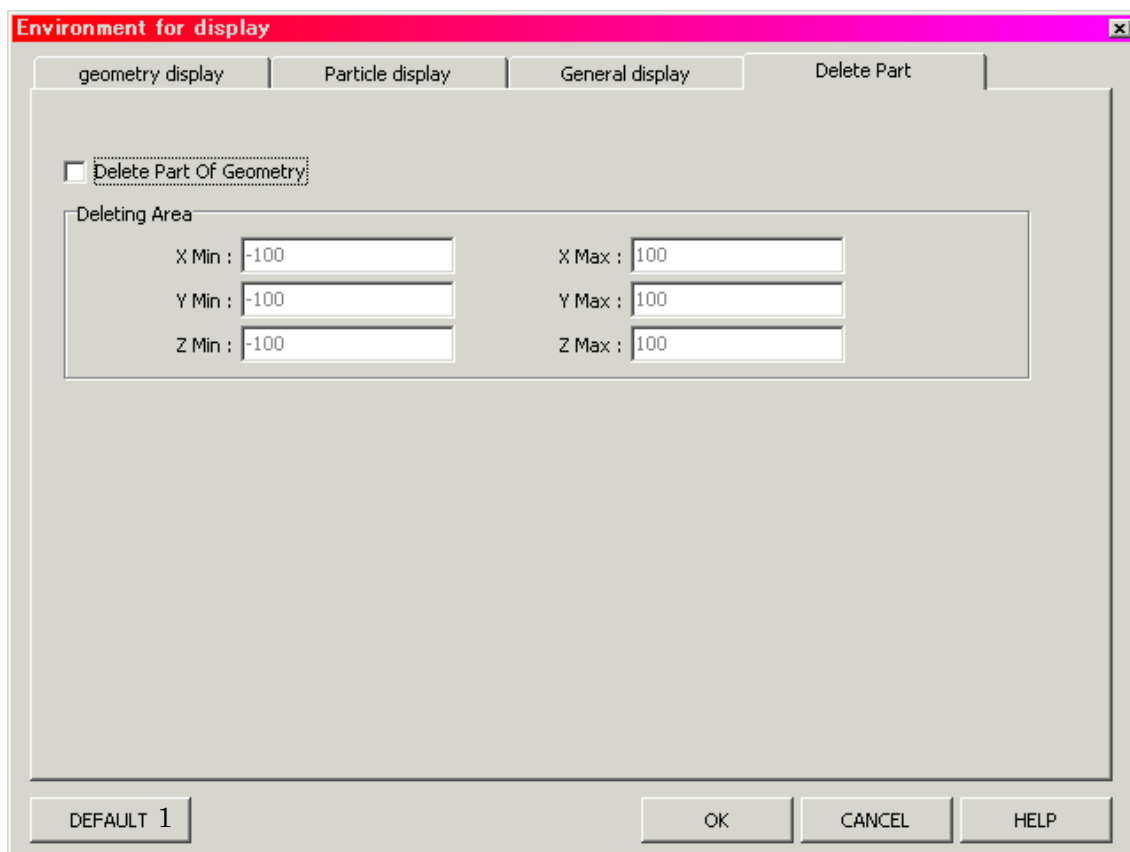 Environment for display
geometry display Particle display General display Delete Part
Delete Part Of Geometry
Deleting Area
X Min : -100 X Max : 100
Y Min : -100 Y Max : 100
Z Min : -100 Z Max : 100
DEFAULT 1 OK CANCEL HELP